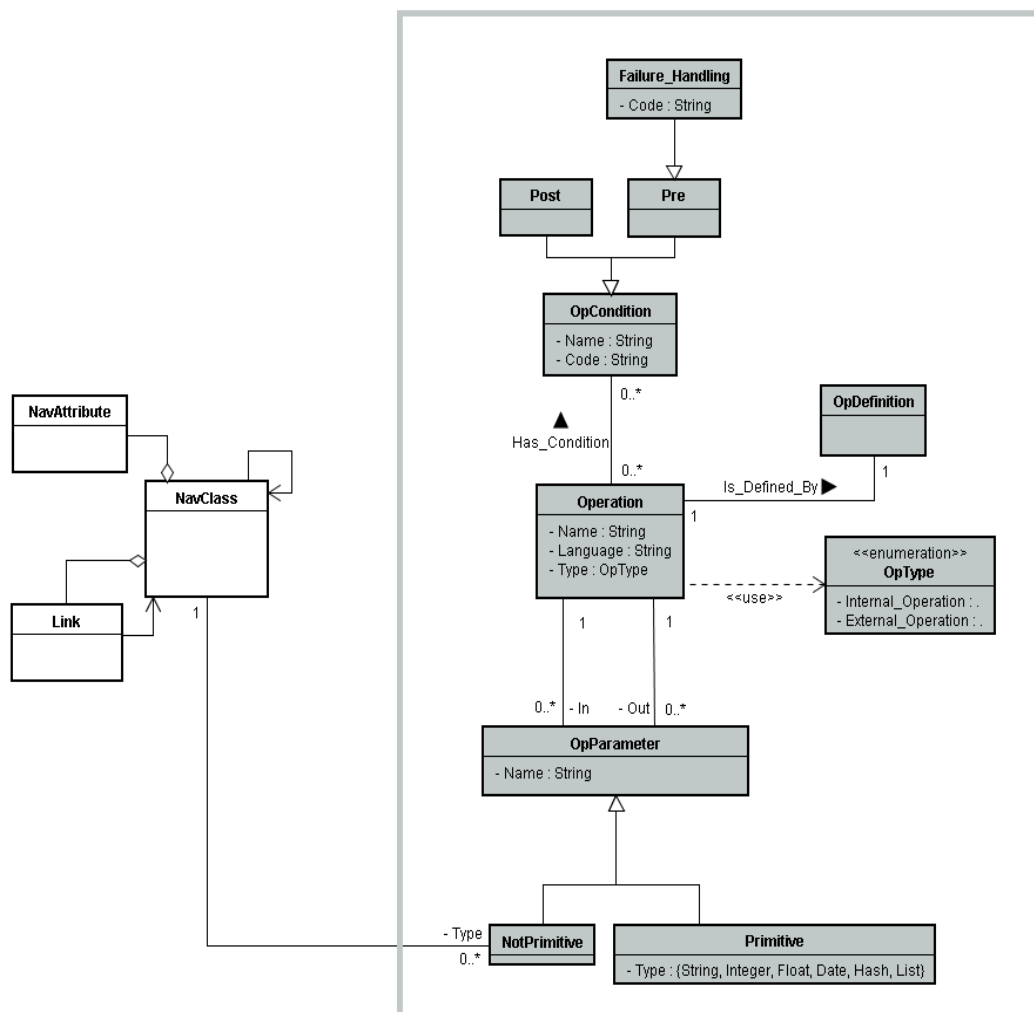 Failure_Handling
- Code : String
Post
Pre
OpCondition
- Name : String
- Code : String
0..*
Has_Condition
0..*
OpDefinition
1
Is_Defined_By
1
NavAttribute
NavClass
Link
1
Operation
- Name : String
- Language : String
- Type : OpType
<<use>>
<<enumeration>>
OpType
- Internal_Operation : .
- External_Operation : .
1
1
0..*
- In
- Out
0..*
OpParameter
- Name : String
- Type
0..*
NotPrimitive
Primitive
- Type : {String, Integer, Float, Date, Hash, List}